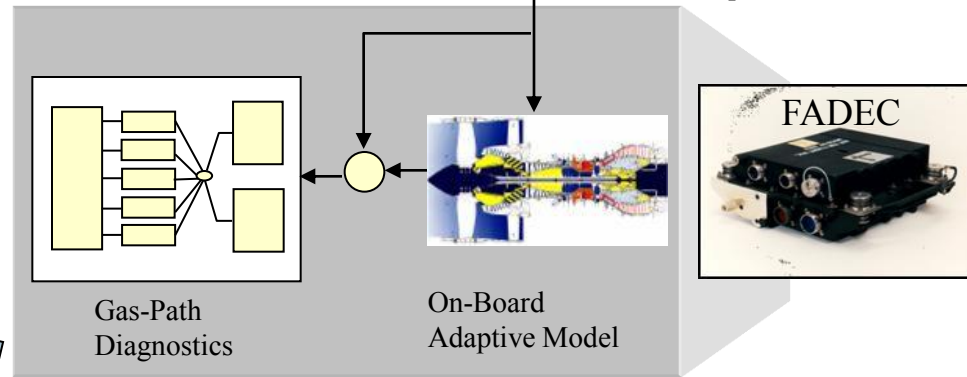 FADEC
Gas-Path
Diagnostics
On-Board
Adaptive Model